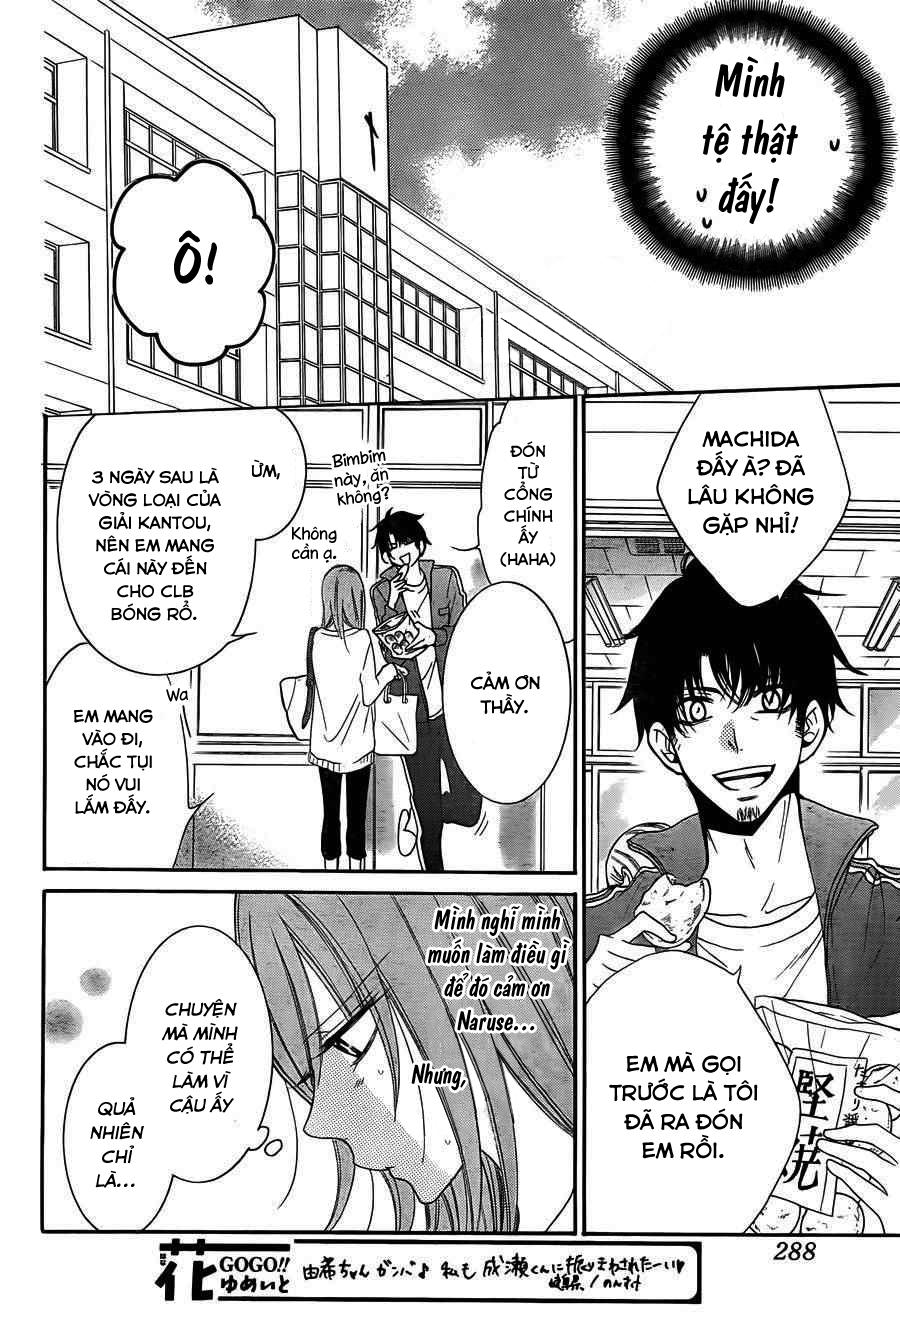 Mình
tệ thật
đấy!
Ô!
MACHIDA
ĐẤY À? ĐÃ
LÂU KHÔNG
GẶP NHỈ!
EM MÀ GỌI
TRƯỚC LÀ TÔI
ĐÃ RA ĐÓN
EM RỒI.
堅焼
ĐÓN
TỪ
CỔNG
CHÍNH
ẤY
(HAHA)
CẢM ƠN
THẦY.
Bimbim
này, ăn
không?
Không
cần ạ.
ỪM,
3 NGÀY SAU LÀ
VÒNG LOẠI CỦA
GIẢI KANTOU,
NÊN EM MANG
CÁI NÀY ĐẾN
CHO CLB
BÓNG RỔ.
Wa
EM MANG
VÀO ĐI,
CHẮC TỤI
NÓ VUI
LẮM ĐẤY.
Mình nghĩ mình
muốn làm điều gì
để đó cảm ơn
Naruse...
Nhưng,
CHUYỆN
MÀ MÌNH
CÓ THỂ
LÀM VÌ
CẬU ẤY
QUẢ
NHIÊN CHỈ
LÀ...
288
花
GOGO!!
ゆめいと
由希ちゃんガンバ♪ 私も 成瀬くんに振りまわされたーい♥